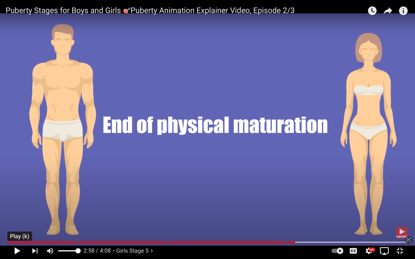 Puberty Stages for Boys and Girls 🍒Puberty Animation Explainer Video, Episode 2/3
End of physical maturation
Play (k)
2:58 / 4:08 • Girls Stage 5 >